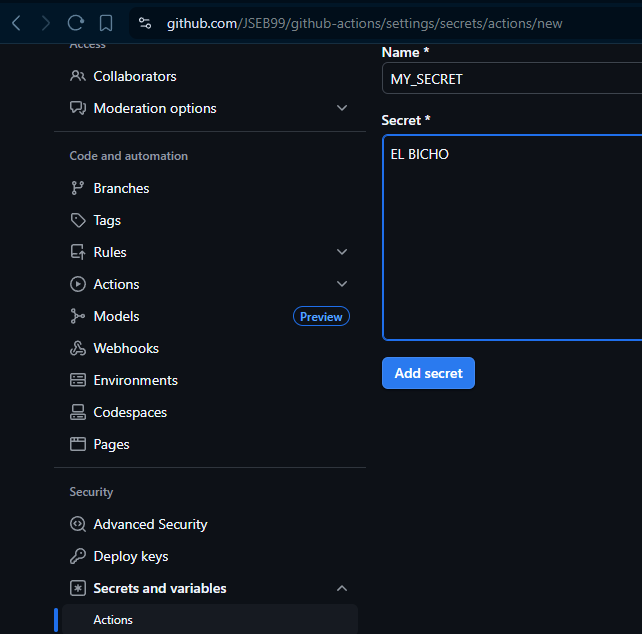 github.com/JSEB99/github-actions/settings/secrets/actions/new
Access
Collaborators
Moderation options
Code and automation
Branches
Tags
Rules
Actions
Models Preview
Webhooks
Environments
Codespaces
Pages
Security
Advanced Security
Deploy keys
Secrets and variables
Actions
Name *
MY_SECRET
Secret *
EL BICHO
Add secret